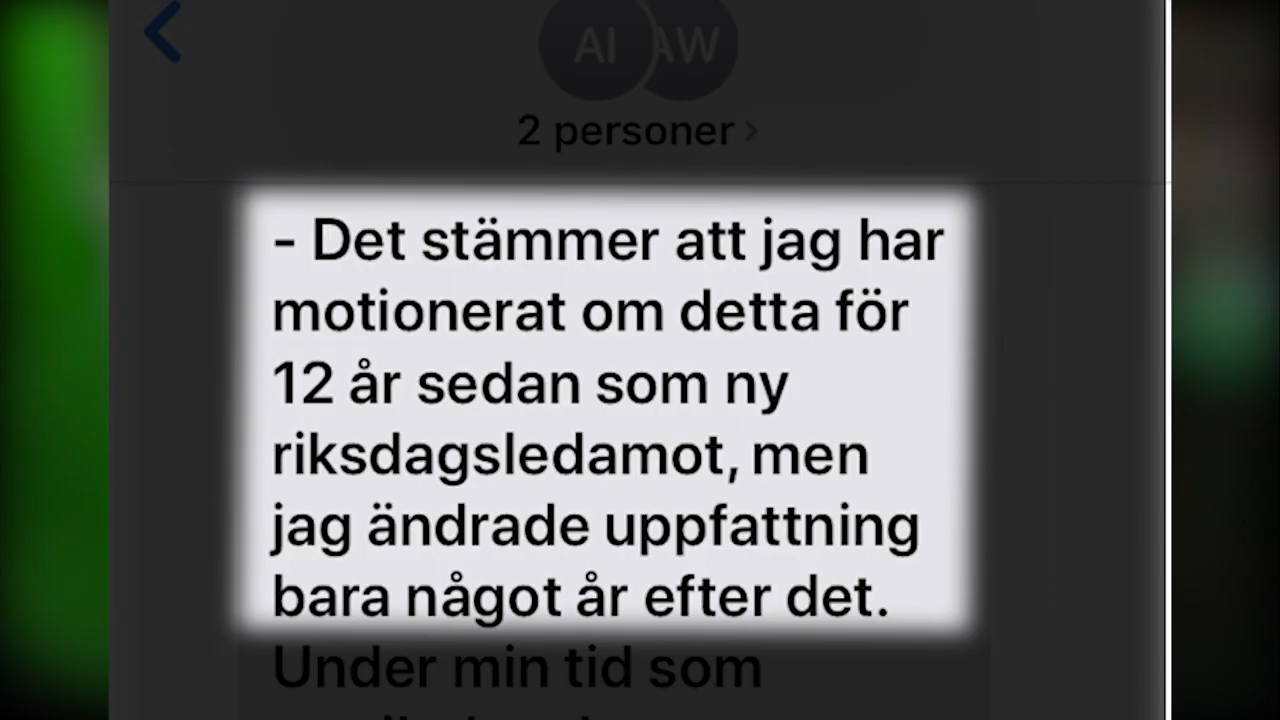 AI AW
2 personer
- Det stämmer att jag har
motionerat om detta för
12 år sedan som ny
riksdagsledamot, men
jag ändrade uppfattning
bara något år efter det.
Under min tid som